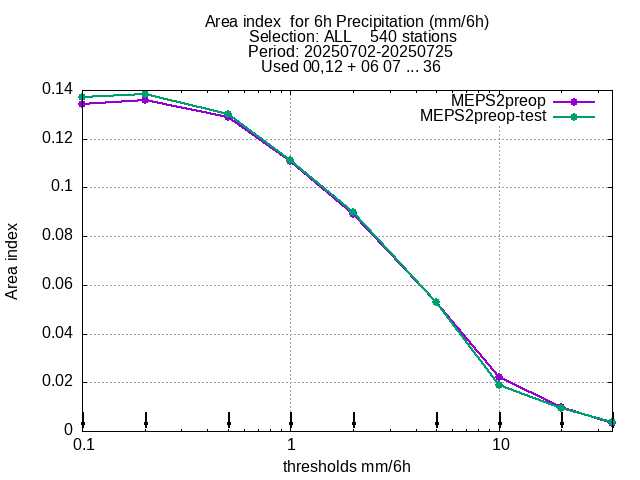 Area index  for 6h Precipitation (mm/6h)
Selection: ALL    540 stations
Period: 20250702-20250725
Used 00,12 + 06 07 ... 36
MEPS2preop
MEPS2preop-test
0.14
0.12
0.1
0.08
0.06
0.04
0.02
0
Area index
0.1 1 10
thresholds mm/6h